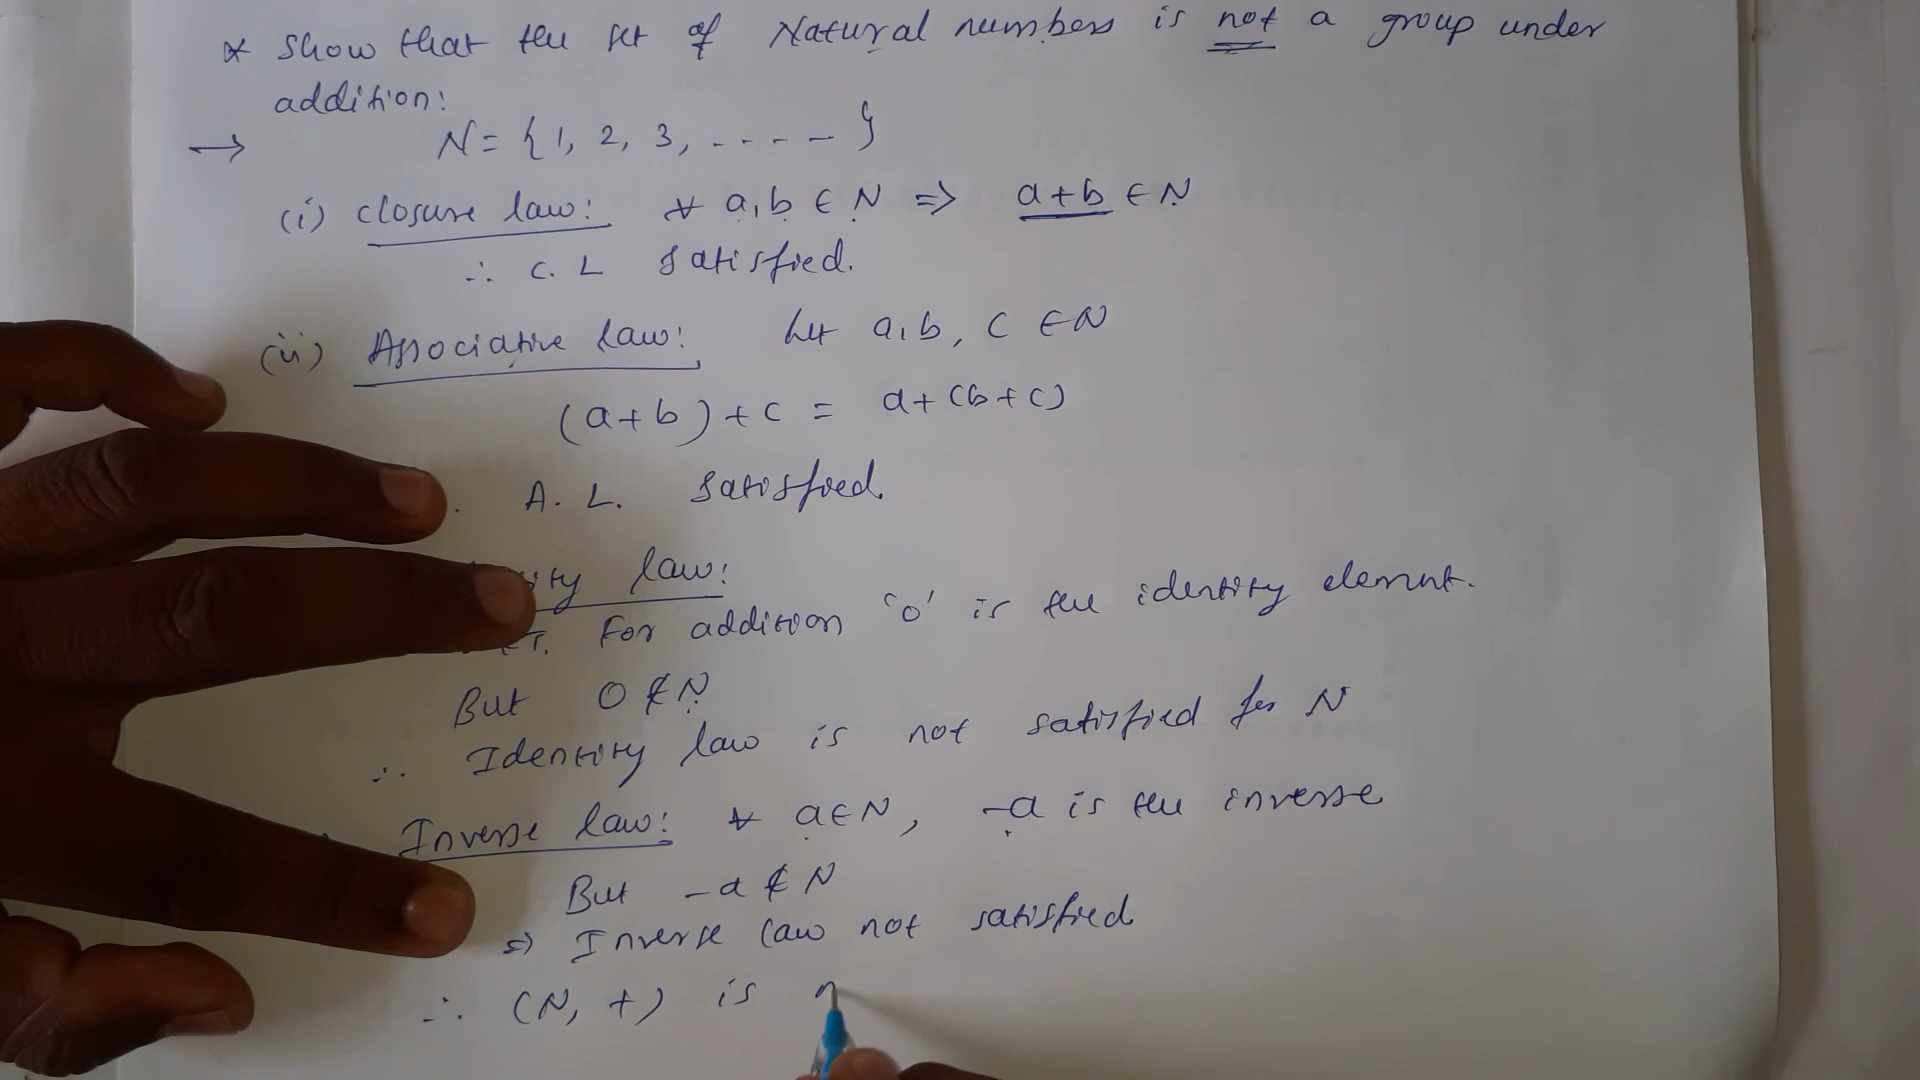 * Show that the set of Natural numbers is not a group under
addition:
→ N = {1, 2, 3, ..... }
(i) closure law: ∀ a,b ∈ N ⇒ a+b ∈ N
∴ C.L satisfied.
(ii) Associative law: Let a,b, c ∈ N
(a+b)+c = a+(b+c)
A.L. satisfied.
law:
For addition '0' is the identity element.
But 0 ∉ N
∴ Identity law is not satisfied for N
Inverse law: ∀ a∈N, -a is the inverse
But -a ∉ N
⇒ Inverse law not satisfied
∴ (N, +) is